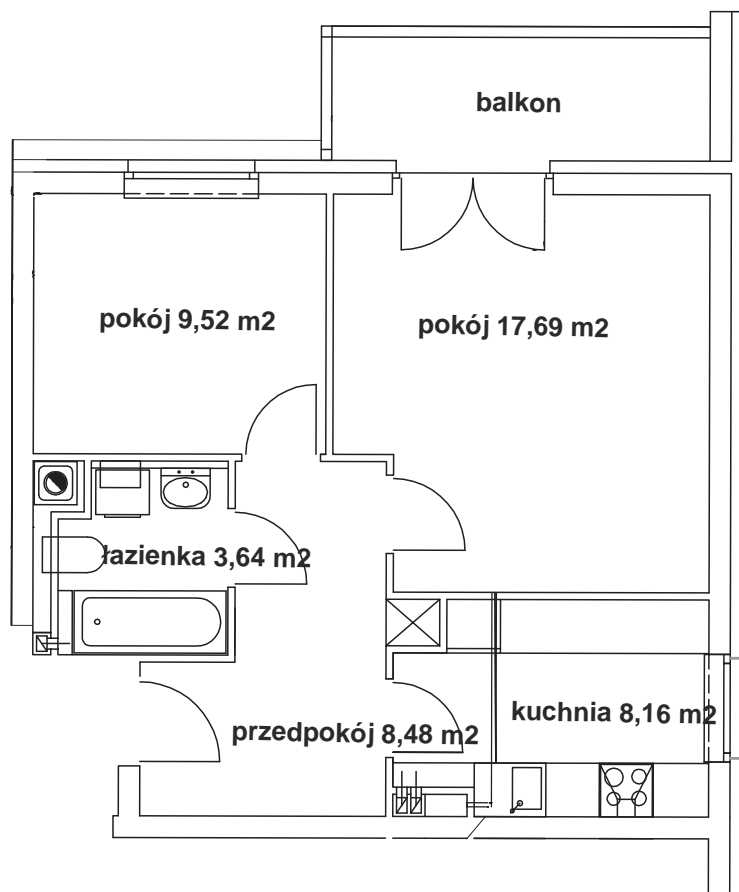 balkon
pokój 9,52 m2
pokój 17,69 m2
łazienka 3,64 m2
kuchnia 8,16 m2
przedpokój 8,48 m2